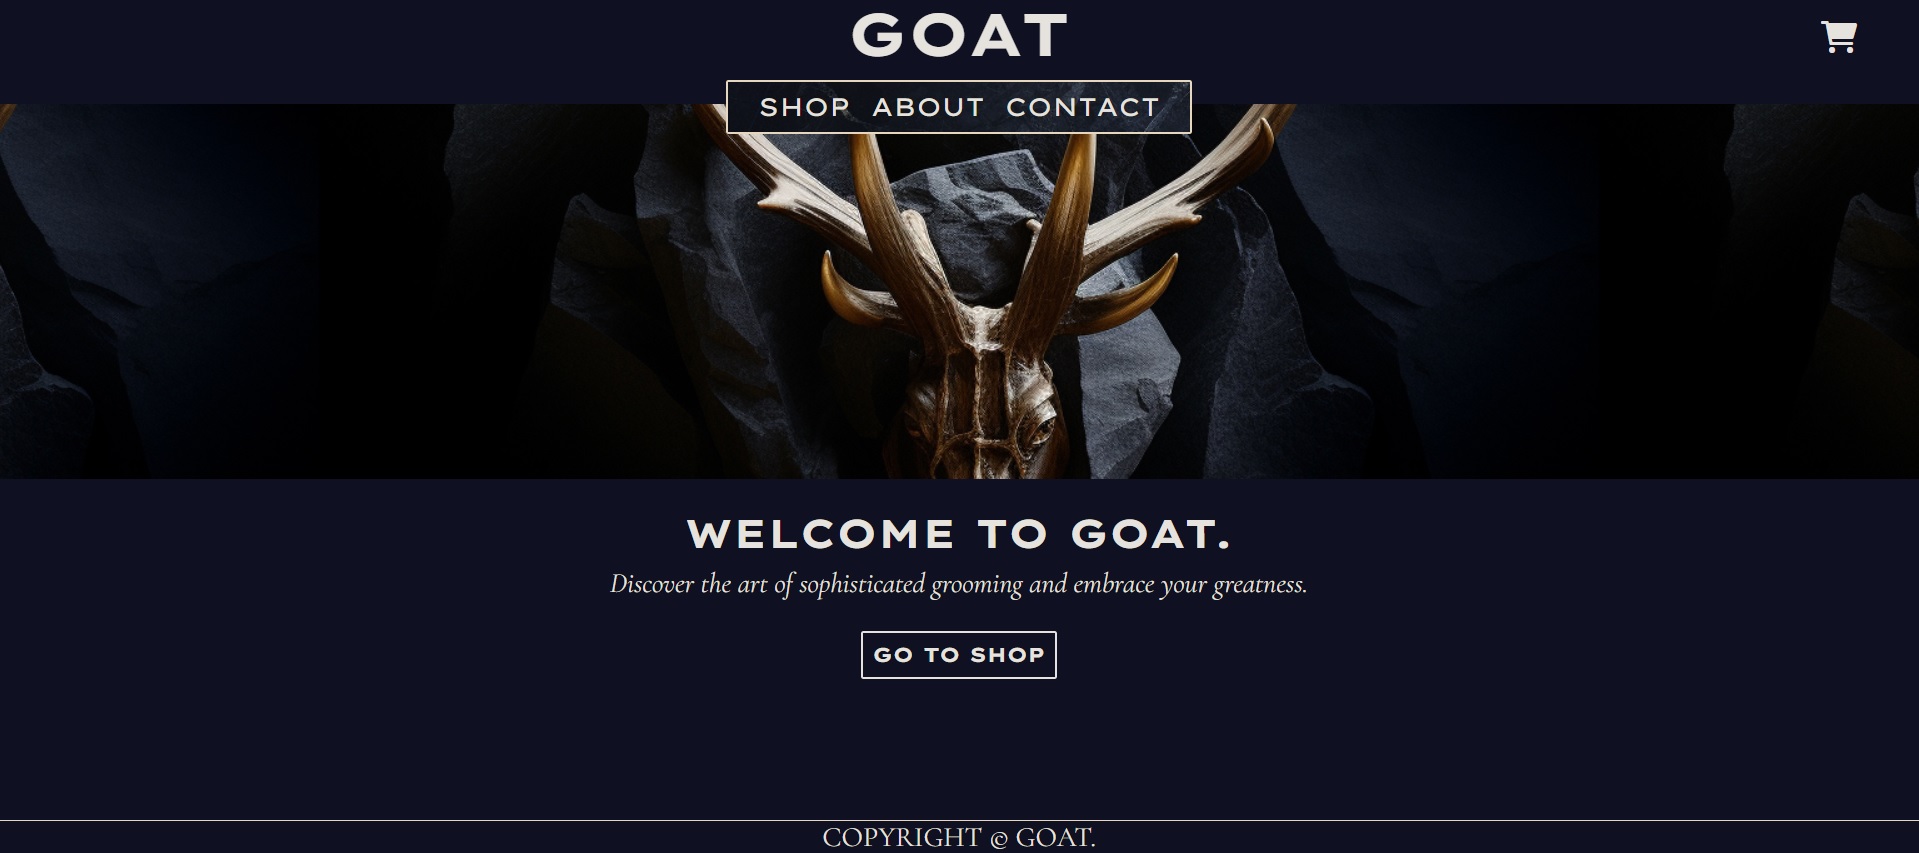 GOAT
SHOP ABOUT CONTACT
WELCOME TO GOAT.
Discover the art of sophisticated grooming and embrace your greatness.
GO TO SHOP
COPYRIGHT © GOAT.